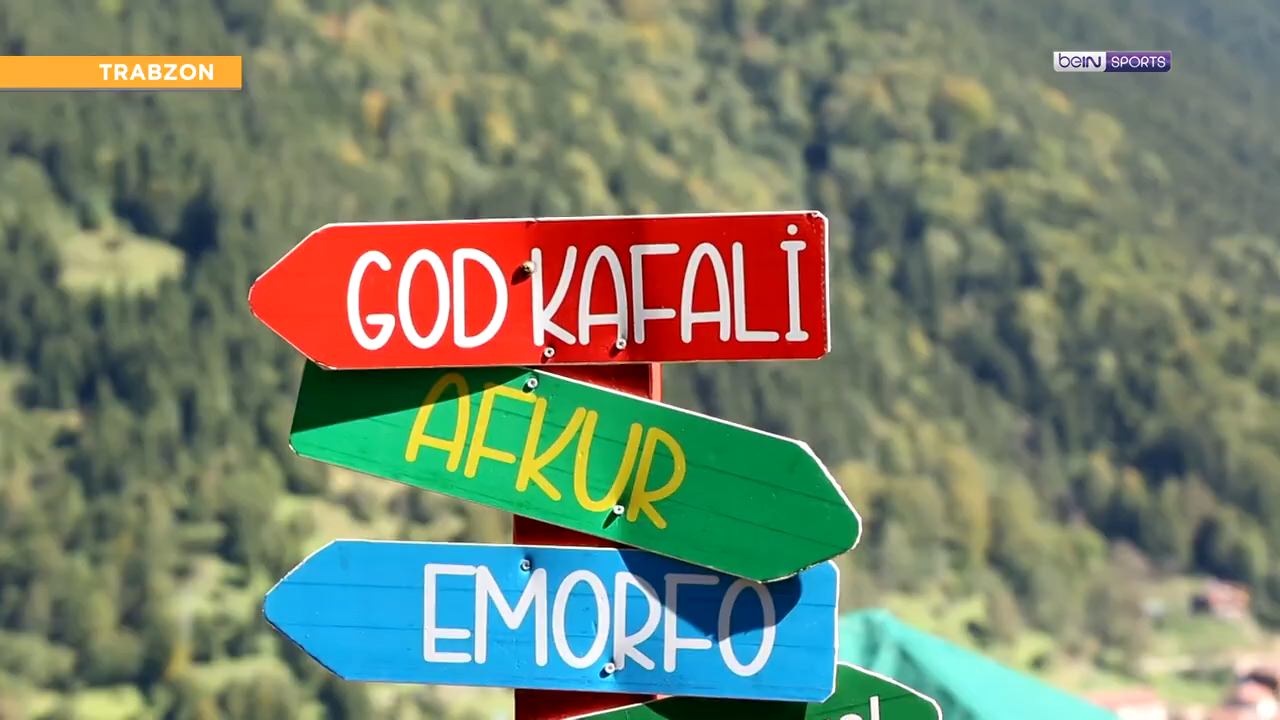 TRABZON
beIN SPORTS
GOD KAFALİ
AFKUR
EMORFO